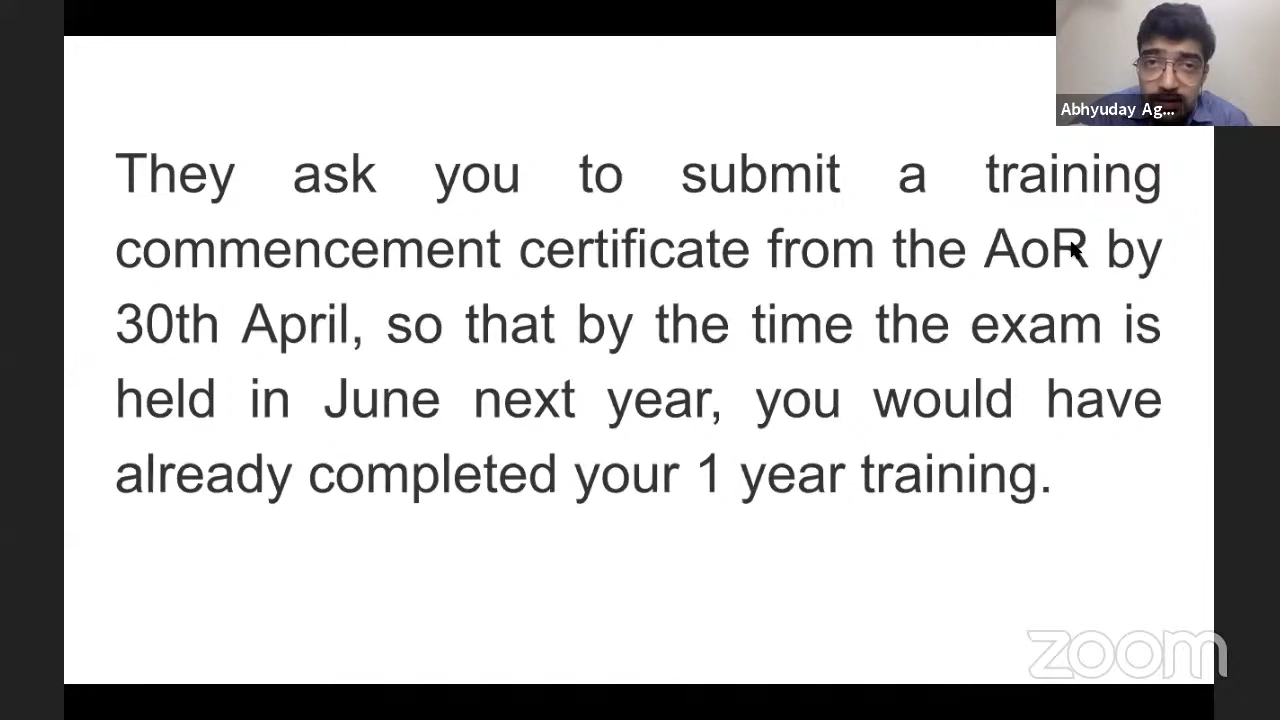 Abhyuday Ag...
They ask you to submit a training
commencement certificate from the AoR by
30th April, so that by the time the exam is
held in June next year, you would have
already completed your 1 year training.
zoom